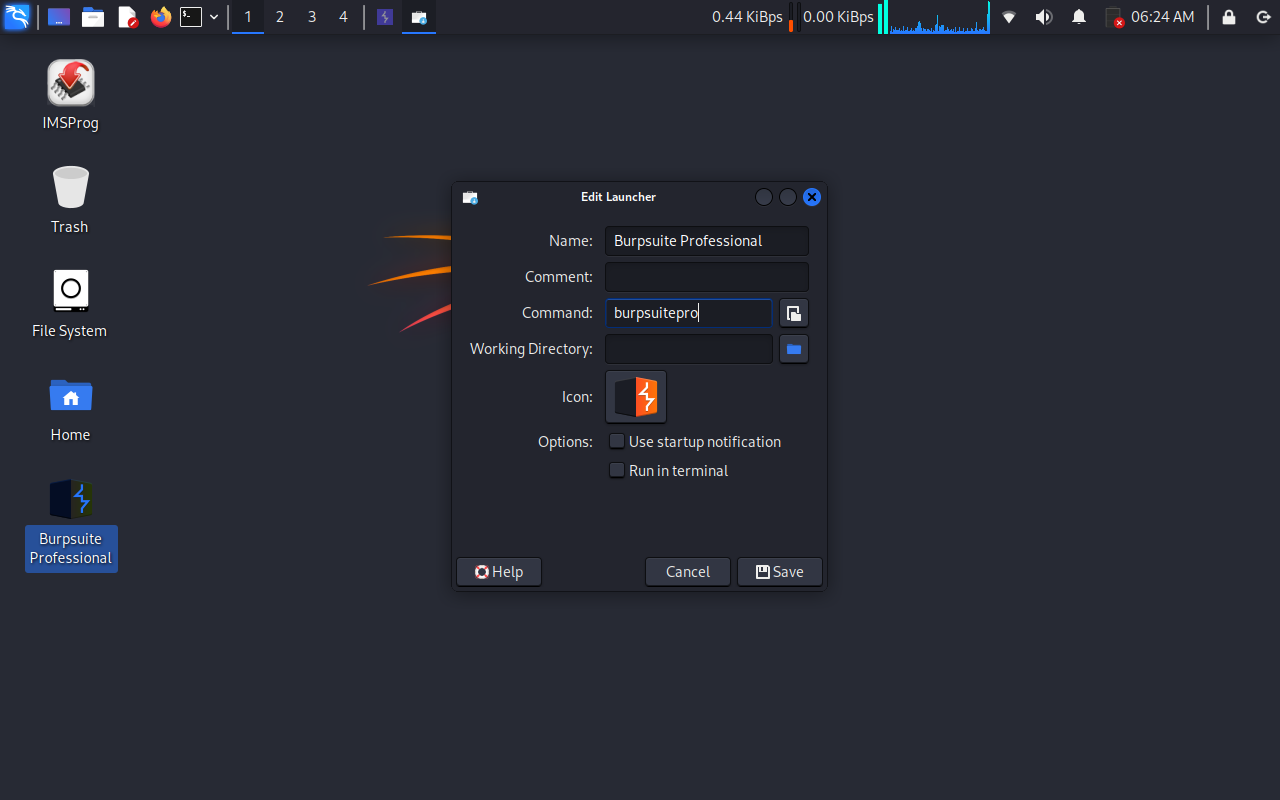 1 2 3 4 0.44 KiBps 0.00 KiBps 06:24 AM
IMSProg
Trash
File System
Home
Burpsuite
Professional
Edit Launcher
Name: Burpsuite Professional
Comment:
Command: burpsuitepro
Working Directory:
Icon:
Options: Use startup notification
Run in terminal
Help Cancel Save